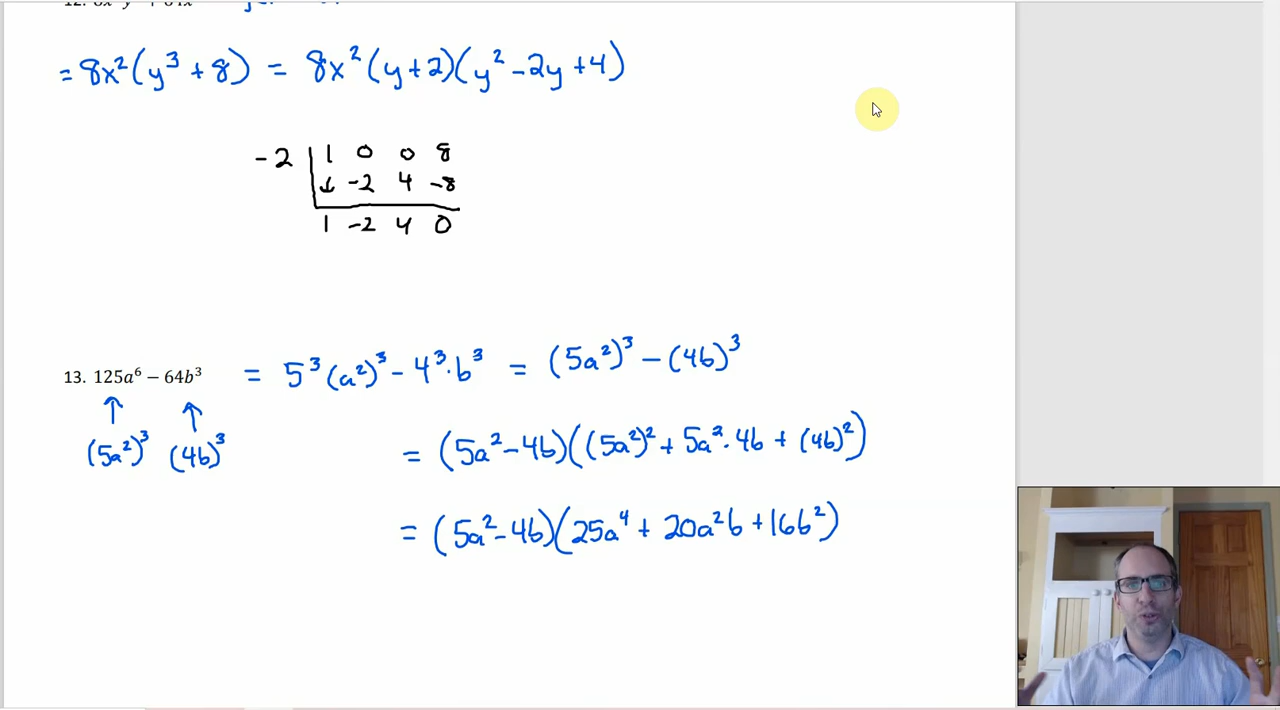 = 8x²(y³ + 8) = 8x²(y+2)(y² - 2y + 4)
-2 | 1 0 0 8
↓ -2 4 -8
1 -2 4 0
13. 125a⁶ − 64b³ = 5³(a²)³ - 4³·b³ = (5a²)³ - (4b)³
↑ ↑
(5a²)³ (4b)³ = (5a² - 4b)((5a²)² + 5a²·4b + (4b)²)
= (5a² - 4b)(25a⁴ + 20a²b + 16b²)